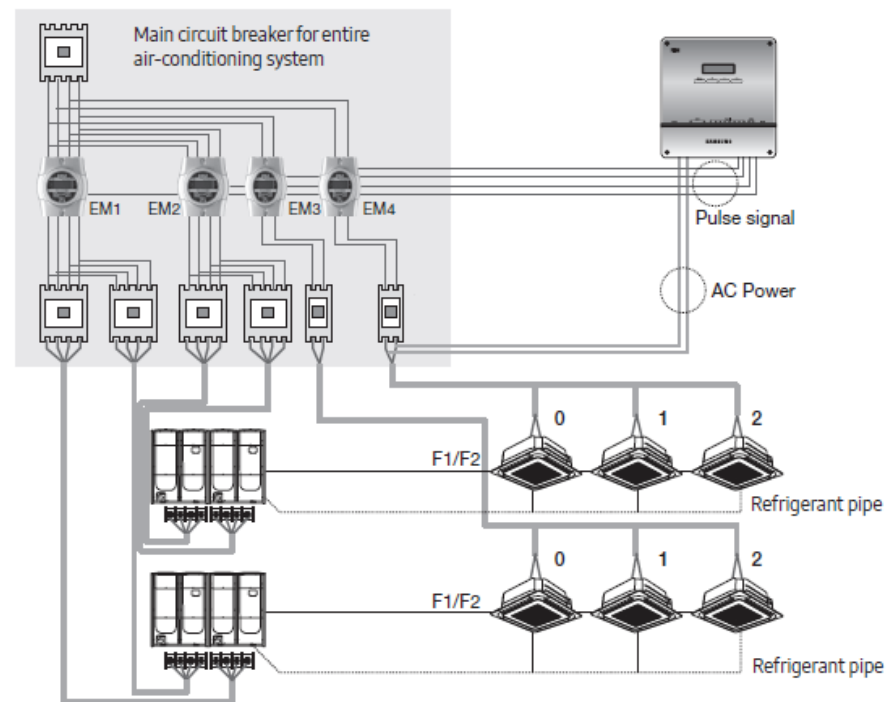 Main circuit breaker for entire
air-conditioning system
SAMSUNG
EM1
EM2
EM3
EM4
Pulse signal
AC Power
0
1
2
F1/F2
Refrigerant pipe
0
1
2
F1/F2
Refrigerant pipe